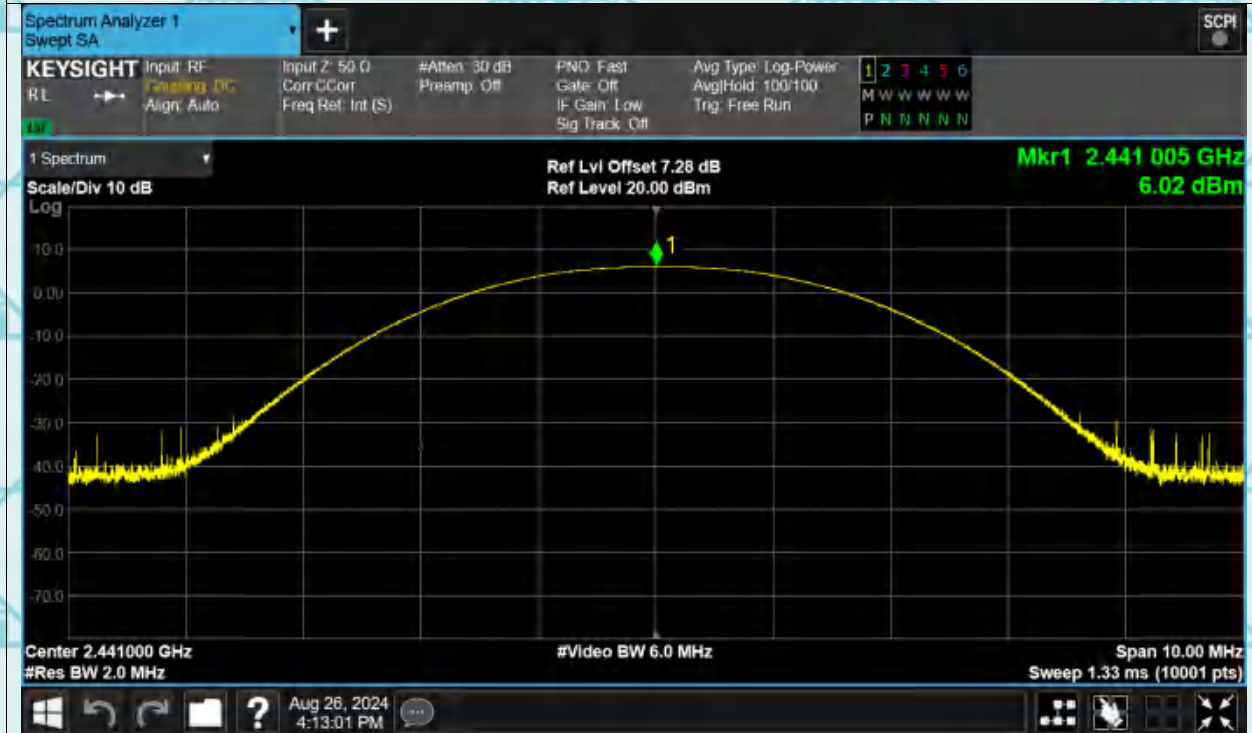 Spectrum Analyzer 1
Swept SA
+
SCPI
KEYSIGHT
RL
Input: RF
Coupling: DC
Align: Auto
Input Z: 50 Ω
Corr CCorr
Freq Ref: Int (S)
#Atten: 30 dB
Preamp: Off
PNO: Fast
Gate: Off
IF Gain: Low
Sig Track: Off
Avg Type: Log-Power
Avg|Hold: 100/100
Trig: Free Run
1 2 3 4 5 6
M W W W W W
P N N N N N
1 Spectrum
Scale/Div 10 dB
Log
Ref Lvl Offset 7.28 dB
Ref Level 20.00 dBm
Mkr1 2.441 005 GHz
6.02 dBm
1
10.0
0.00
-10.0
-20.0
-30.0
-40.0
-50.0
-60.0
-70.0
Center 2.441000 GHz
#Res BW 2.0 MHz
#Video BW 6.0 MHz
Span 10.00 MHz
Sweep 1.33 ms (10001 pts)
?
Aug 26, 2024
4:13:01 PM